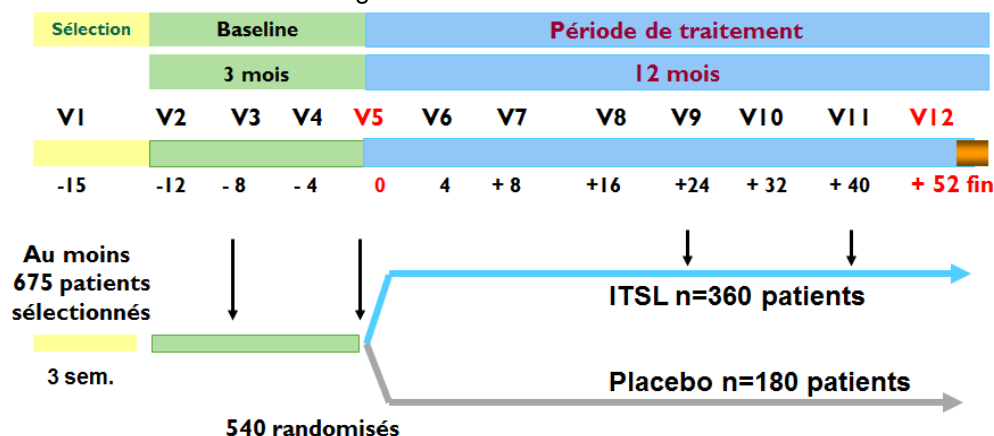 Sélection Baseline Période de traitement
3 mois 12 mois
V1 V2 V3 V4 V5 V6 V7 V8 V9 V10 V11 V12
-15 -12 - 8 - 4 0 4 + 8 +16 +24 + 32 + 40 + 52 fin
Au moins
675 patients
sélectionnés
ITSL n=360 patients
3 sem.
Placebo n=180 patients
540 randomisés